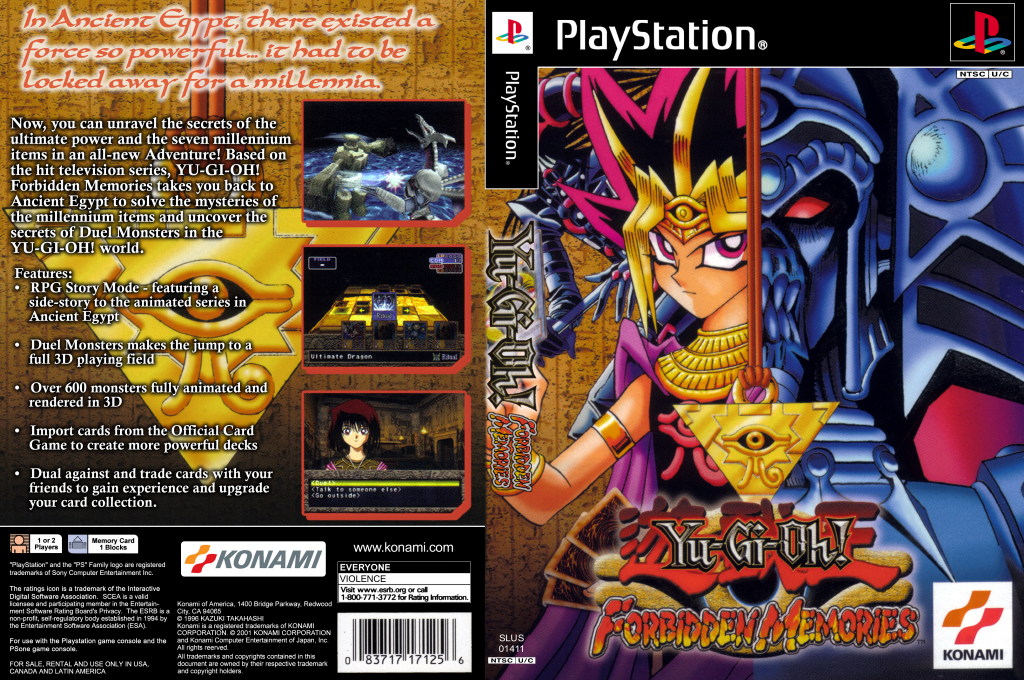 In Ancient Egypt, there existed a
force so powerful... it had to be
locked away for a millennia.
Now, you can unravel the secrets of the
ultimate power and the seven millennium
items in an all-new Adventure! Based on
the hit television series, YU-GI-OH!
Forbidden Memories takes you back to
Ancient Egypt to solve the mysteries of
the millennium items and uncover the
secrets of Duel Monsters in the
YU-GI-OH! world.
Features:
• RPG Story Mode - featuring a
side-story to the animated series in
Ancient Egypt
• Duel Monsters makes the jump to a
full 3D playing field
• Over 600 monsters fully animated and
rendered in 3D
• Import cards from the Official Card
Game to create more powerful decks
• Dual against and trade cards with your
friends to gain experience and upgrade
your card collection.
FIELD
Ritual
Ultimate Dragon
Ritual
<Duel>
<Talk to someone else>
<Go outside>
1 or 2
Players
Memory Card
1 Blocks
"PlayStation" and the "PS" Family logo are registered
trademarks of Sony Computer Entertainment Inc.
The ratings icon is a trademark of the Interactive
Digital Software Association. SCEA is a valid
licensee and participating member in the Entertain-
ment Software Rating Board's Privacy. The ESRB is a
non-profit, self-regulatory body established in 1994 by
the Entertainment Software Association (ESA).
For use with the Playstation game console and the
PSone game console.
FOR SALE, RENTAL AND USE ONLY IN USA,
CANADA AND LATIN AMERICA
KONAMI
Konami of America, 1400 Bridge Parkway, Redwood
City, CA 94065
© 1996 KAZUKI TAKAHASHI
Konami is a registered trademark of KONAMI
CORPORATION. © 2001 KONAMI CORPORATION
and Konami Computer Entertainment of Japan, Inc.
All rights reserved.
All trademarks and copyrights contained in this
document are owned by their respective trademark
and copyright holders.
www.konami.com
EVERYONE
VIOLENCE
Visit www.esrb.org or call
1-800-771-3772 for Rating Information.
0 83717 17125 6
PlayStation®
Yu-Gi-Oh!
FORBIDDEN
MEMORIES
SLUS
01411
NTSC U/C
PlayStation®
NTSC U/C
遊戯王
Yu-Gi-Oh!
FORBIDDEN MEMORIES™
KONAMI